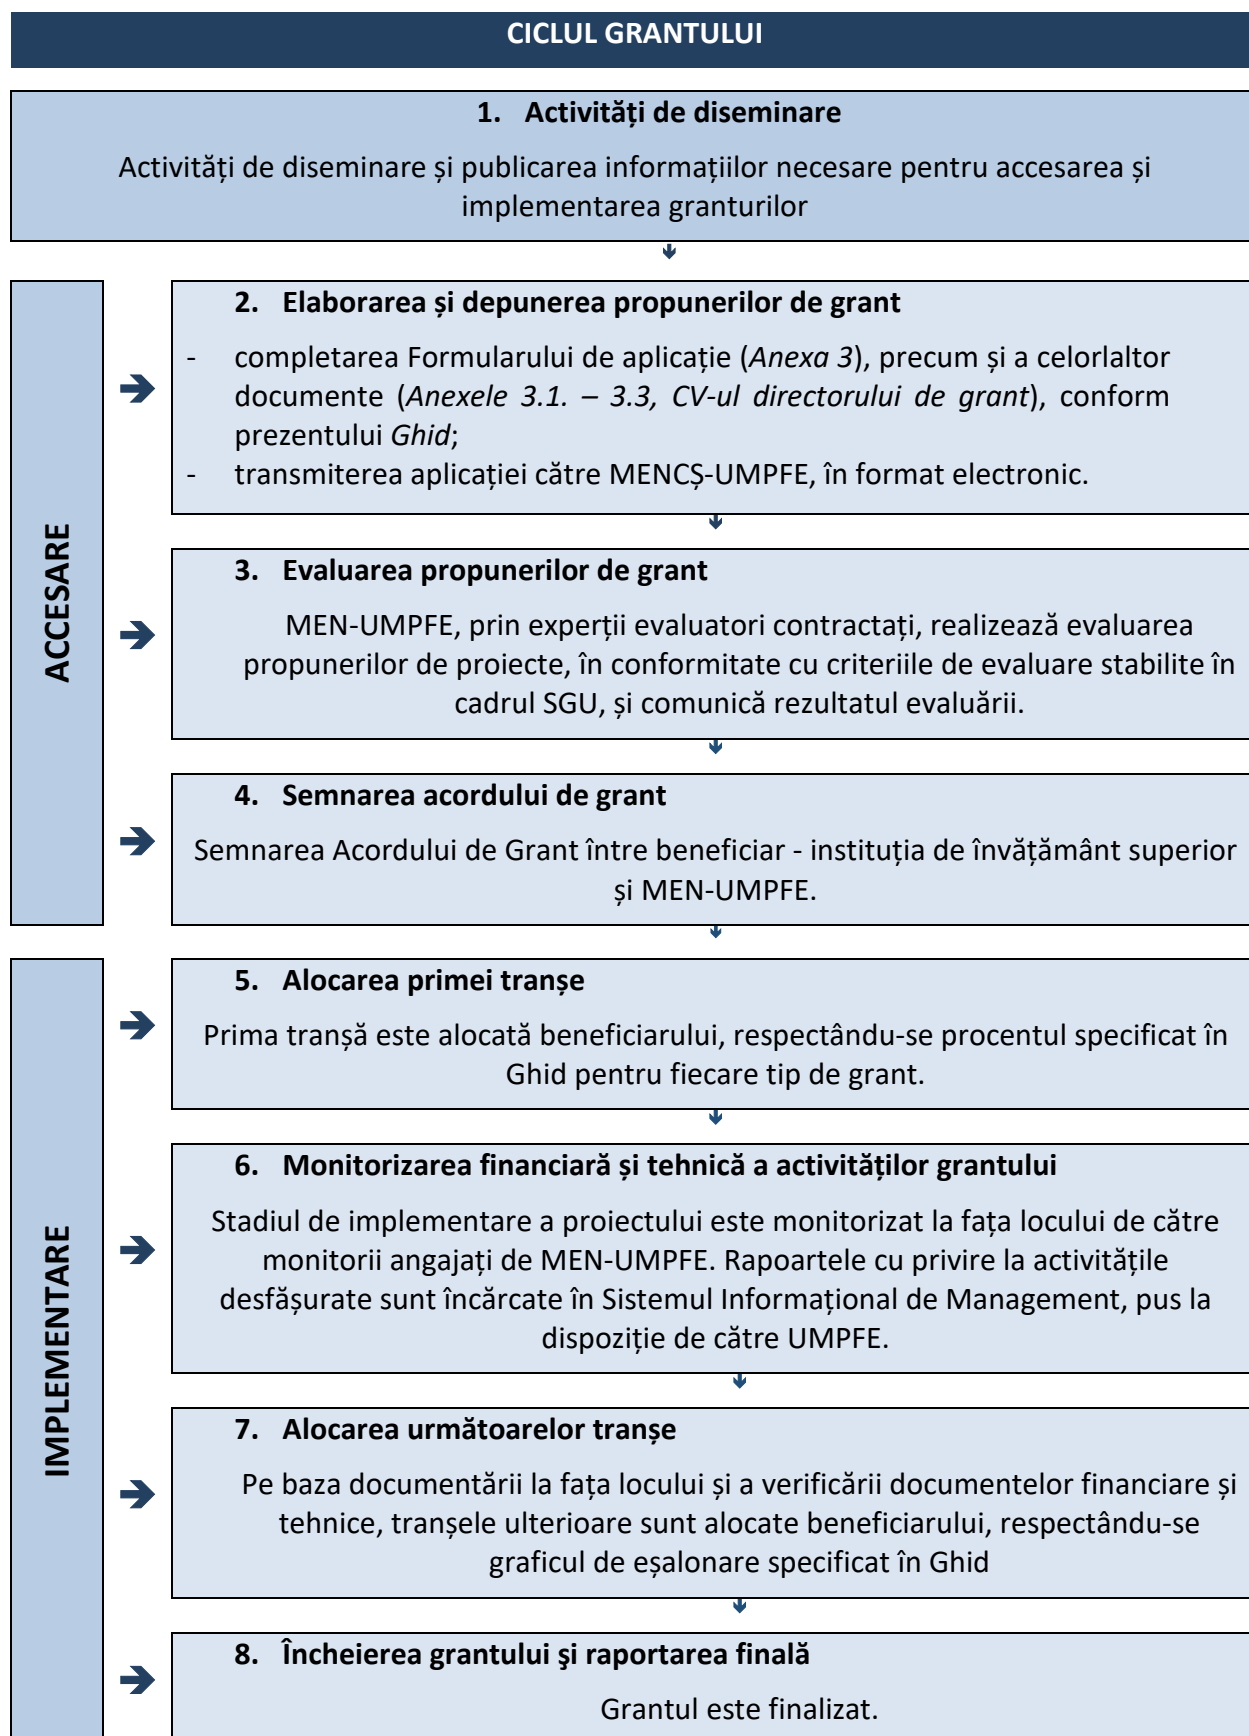 CICLUL GRANTULUI
1. Activități de diseminare
Activități de diseminare și publicarea informațiilor necesare pentru accesarea și
implementarea granturilor
ACCESARE
2. Elaborarea și depunerea propunerilor de grant
- completarea Formularului de aplicație (Anexa 3), precum și a celorlaltor
documente (Anexele 3.1. – 3.3, CV-ul directorului de grant), conform
prezentului Ghid;
- transmiterea aplicației către MENCȘ-UMPFE, în format electronic.
3. Evaluarea propunerilor de grant
MEN-UMPFE, prin experții evaluatori contractați, realizează evaluarea
propunerilor de proiecte, în conformitate cu criteriile de evaluare stabilite în
cadrul SGU, și comunică rezultatul evaluării.
4. Semnarea acordului de grant
Semnarea Acordului de Grant între beneficiar - instituția de învățământ superior
și MEN-UMPFE.
IMPLEMENTARE
5. Alocarea primei tranșe
Prima tranșă este alocată beneficiarului, respectându-se procentul specificat în
Ghid pentru fiecare tip de grant.
6. Monitorizarea financiară și tehnică a activităților grantului
Stadiul de implementare a proiectului este monitorizat la fața locului de către
monitorii angajați de MEN-UMPFE. Rapoartele cu privire la activitățile
desfășurate sunt încărcate în Sistemul Informațional de Management, pus la
dispoziție de către UMPFE.
7. Alocarea următoarelor tranșe
Pe baza documentării la fața locului și a verificării documentelor financiare și
tehnice, tranșele ulterioare sunt alocate beneficiarului, respectându-se
graficul de eșalonare specificat în Ghid
8. Încheierea grantului şi raportarea finală
Grantul este finalizat.